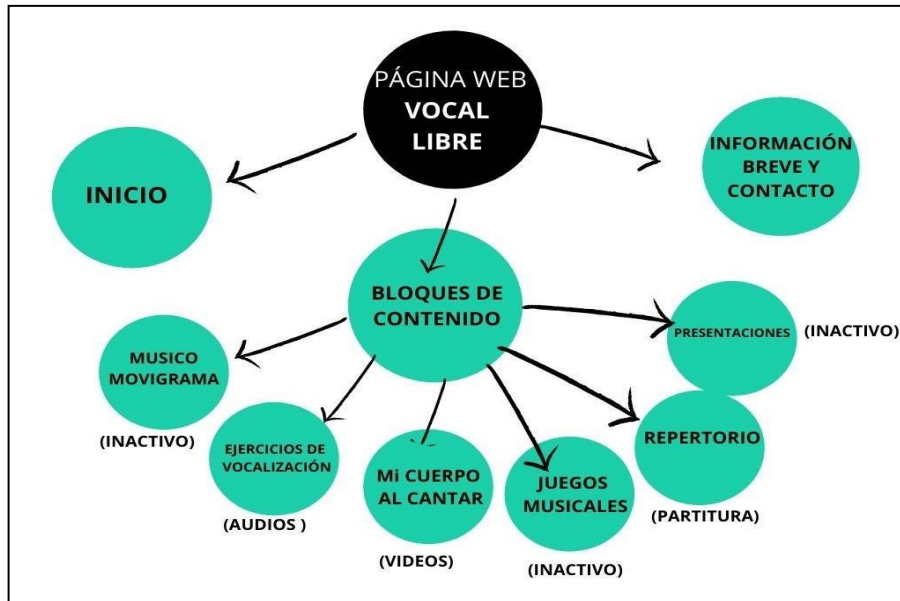 PÁGINA WEB
VOCAL
LIBRE
INICIO
INFORMACIÓN
BREVE Y
CONTACTO
BLOQUES DE
CONTENIDO
MUSICO
MOVIGRAMA
(INACTIVO)
EJERCICIOS DE
VOCALIZACIÓN
(AUDIOS )
Mi CUERPO
AL CANTAR
(VIDEOS)
JUEGOS
MUSICALES
(INACTIVO)
REPERTORIO
(PARTITURA)
PRESENTACIONES
(INACTIVO)